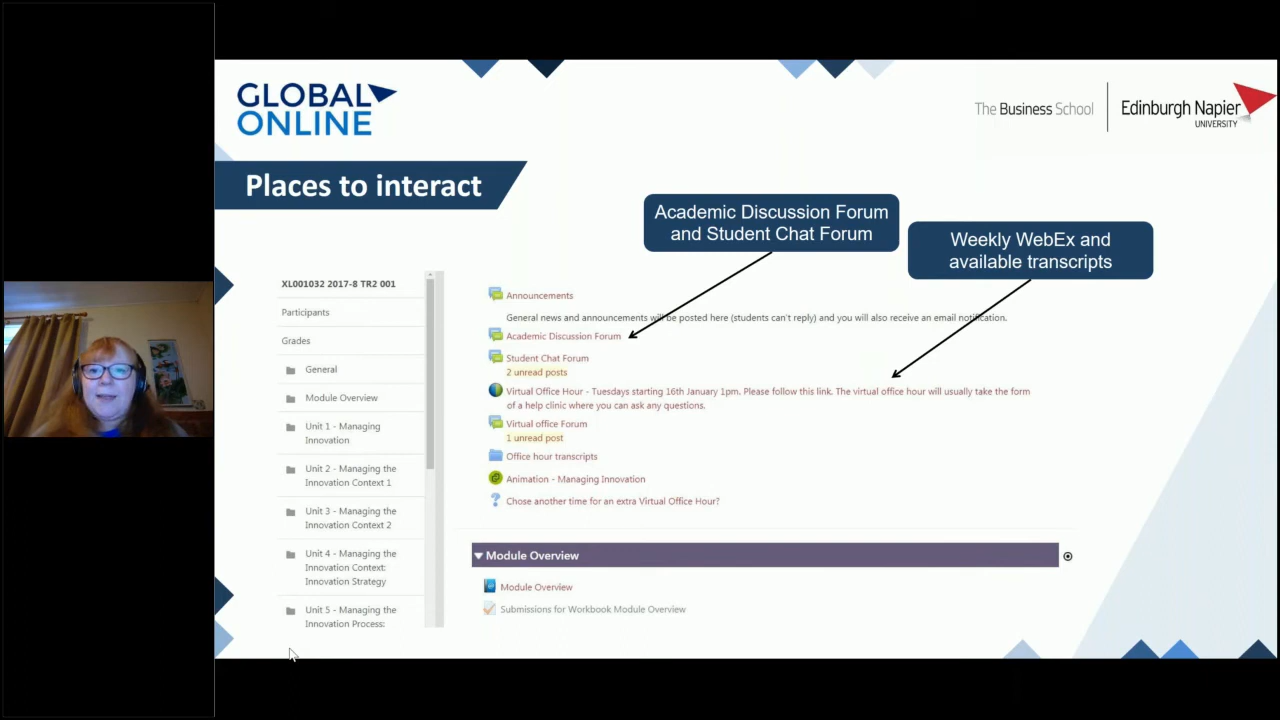 GLOBAL
ONLINE
The Business School
Edinburgh Napier
UNIVERSITY
Places to interact
Academic Discussion Forum
and Student Chat Forum
Weekly WebEx and
available transcripts
XL001032 2017-8 TR2 001
Participants
Grades
General
Module Overview
Unit 1 - Managing
Innovation
Unit 2 - Managing the
Innovation Context 1
Unit 3 - Managing the
Innovation Context 2
Unit 4 - Managing the
Innovation Context:
Innovation Strategy
Unit 5 - Managing the
Innovation Process:
Announcements
General news and announcements will be posted here (students can't reply) and you will also receive an email notification.
Academic Discussion Forum
Student Chat Forum
2 unread posts
Virtual Office Hour - Tuesdays starting 16th January 1pm. Please follow this link. The virtual office hour will usually take the form
of a help clinic where you can ask any questions.
Virtual office Forum
1 unread post
Office hour transcripts
Animation - Managing Innovation
Chose another time for an extra Virtual Office Hour?
Module Overview
Module Overview
Submissions for Workbook Module Overview